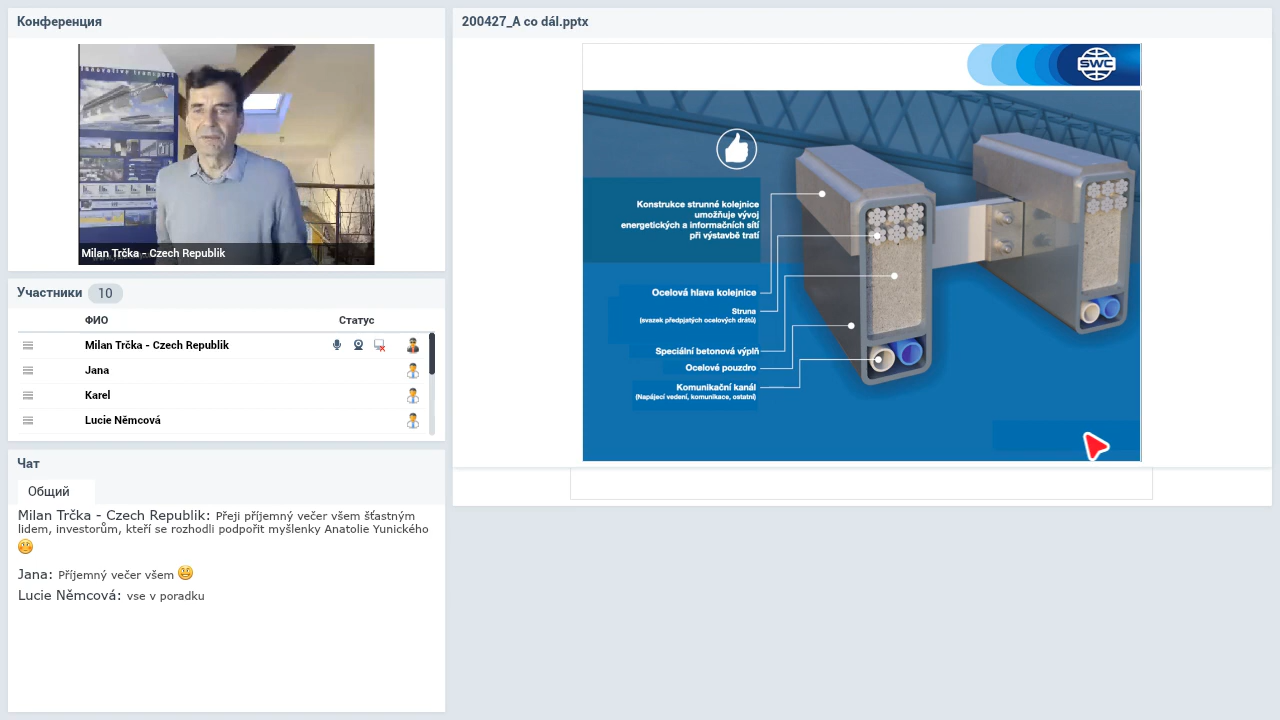 Конференция
Innovative transport
Milan Trčka - Czech Republik
Участники 10
ФИО Статус
Milan Trčka - Czech Republik
Jana
Karel
Lucie Němcová
Чат
Общий
Milan Trčka - Czech Republik: Přeji příjemný večer všem šťastným
lidem, investorům, kteří se rozhodli podpořit myšlenky Anatolie Yunického
Jana: Příjemný večer všem
Lucie Němcová: vse v poradku
200427_A co dál.pptx
SWC
Konstrukce strunné kolejnice
umožňuje vývoj
energetických a informačních sítí
při výstavbě tratí
Ocelová hlava kolejnice
Struna
(svazek předpjatých ocelových drátů)
Speciální betonová výplň
Ocelové pouzdro
Komunikační kanál
(Napájecí vedení, komunikace, ostatní)